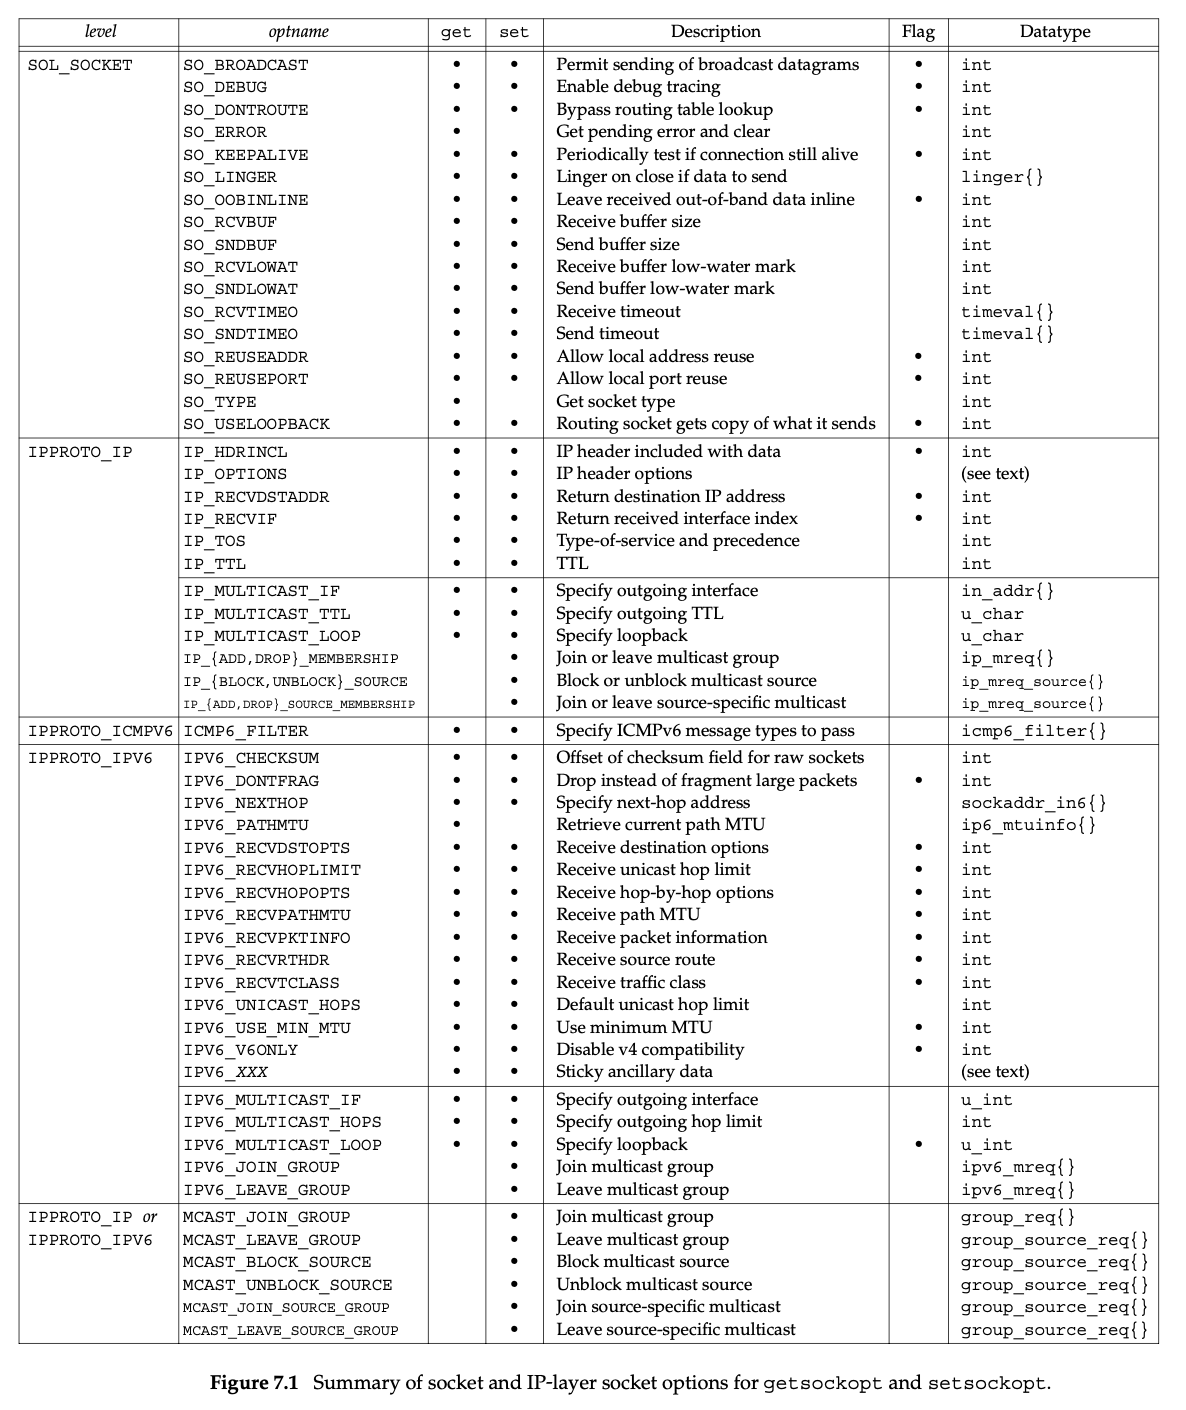 level optname get set Description Flag Datatype
SOL_SOCKET SO_BROADCAST • • Permit sending of broadcast datagrams • int
SO_DEBUG • • Enable debug tracing • int
SO_DONTROUTE • • Bypass routing table lookup • int
SO_ERROR • Get pending error and clear int
SO_KEEPALIVE • • Periodically test if connection still alive • int
SO_LINGER • • Linger on close if data to send linger{}
SO_OOBINLINE • • Leave received out-of-band data inline • int
SO_RCVBUF • • Receive buffer size int
SO_SNDBUF • • Send buffer size int
SO_RCVLOWAT • • Receive buffer low-water mark int
SO_SNDLOWAT • • Send buffer low-water mark int
SO_RCVTIMEO • • Receive timeout timeval{}
SO_SNDTIMEO • • Send timeout timeval{}
SO_REUSEADDR • • Allow local address reuse • int
SO_REUSEPORT • • Allow local port reuse • int
SO_TYPE • Get socket type int
SO_USELOOPBACK • • Routing socket gets copy of what it sends • int
IPPROTO_IP IP_HDRINCL • • IP header included with data • int
IP_OPTIONS • • IP header options (see text)
IP_RECVDSTADDR • • Return destination IP address • int
IP_RECVIF • • Return received interface index • int
IP_TOS • • Type-of-service and precedence int
IP_TTL • • TTL int
IP_MULTICAST_IF • • Specify outgoing interface in_addr{}
IP_MULTICAST_TTL • • Specify outgoing TTL u_char
IP_MULTICAST_LOOP • • Specify loopback u_char
IP_{ADD,DROP}_MEMBERSHIP • Join or leave multicast group ip_mreq{}
IP_{BLOCK,UNBLOCK}_SOURCE • Block or unblock multicast source ip_mreq_source{}
IP_{ADD,DROP}_SOURCE_MEMBERSHIP • Join or leave source-specific multicast ip_mreq_source{}
IPPROTO_ICMPV6 ICMP6_FILTER • • Specify ICMPv6 message types to pass icmp6_filter{}
IPPROTO_IPV6 IPV6_CHECKSUM • • Offset of checksum field for raw sockets int
IPV6_DONTFRAG • • Drop instead of fragment large packets • int
IPV6_NEXTHOP • • Specify next-hop address sockaddr_in6{}
IPV6_PATHMTU • Retrieve current path MTU ip6_mtuinfo{}
IPV6_RECVDSTOPTS • • Receive destination options • int
IPV6_RECVHOPLIMIT • • Receive unicast hop limit • int
IPV6_RECVHOPOPTS • • Receive hop-by-hop options • int
IPV6_RECVPATHMTU • • Receive path MTU • int
IPV6_RECVPKTINFO • • Receive packet information • int
IPV6_RECVRTHDR • • Receive source route • int
IPV6_RECVTCLASS • • Receive traffic class • int
IPV6_UNICAST_HOPS • • Default unicast hop limit int
IPV6_USE_MIN_MTU • • Use minimum MTU • int
IPV6_V6ONLY • • Disable v4 compatibility • int
IPV6_XXX • • Sticky ancillary data (see text)
IPV6_MULTICAST_IF • • Specify outgoing interface u_int
IPV6_MULTICAST_HOPS • • Specify outgoing hop limit int
IPV6_MULTICAST_LOOP • • Specify loopback • u_int
IPV6_JOIN_GROUP • Join multicast group ipv6_mreq{}
IPV6_LEAVE_GROUP • Leave multicast group ipv6_mreq{}
IPPROTO_IP or MCAST_JOIN_GROUP • Join multicast group group_req{}
IPPROTO_IPV6 MCAST_LEAVE_GROUP • Leave multicast group group_source_req{}
MCAST_BLOCK_SOURCE • Block multicast source group_source_req{}
MCAST_UNBLOCK_SOURCE • Unblock multicast source group_source_req{}
MCAST_JOIN_SOURCE_GROUP • Join source-specific multicast group_source_req{}
MCAST_LEAVE_SOURCE_GROUP • Leave source-specific multicast group_source_req{}
Figure 7.1 Summary of socket and IP-layer socket options for getsockopt and setsockopt.